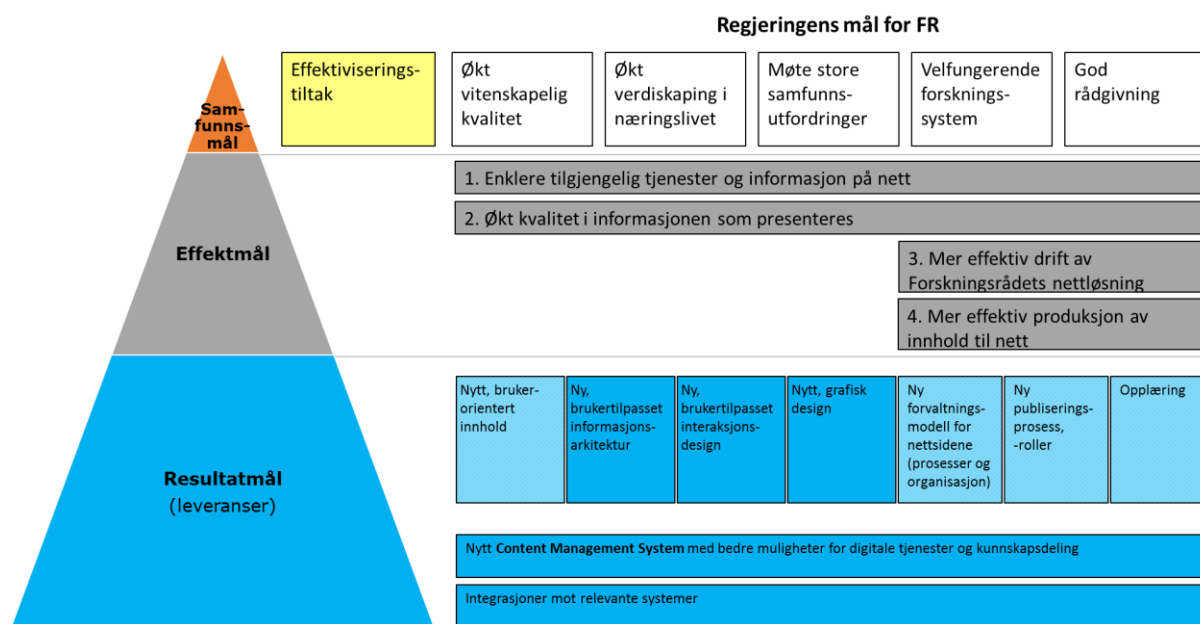 Regjeringens mål for FR
Sam-
funns-
mål
Effektiviserings-
tiltak
Økt
vitenskapelig
kvalitet
Økt
verdiskaping i
næringslivet
Møte store
samfunns-
utfordringer
Velfungerende
forsknings-
system
God
rådgivning
Effektmål
1. Enklere tilgjengelig tjenester og informasjon på nett
2. Økt kvalitet i informasjonen som presenteres
3. Mer effektiv drift av
Forskningsrådets nettløsning
4. Mer effektiv produksjon av
innhold til nett
Resultatmål
(leveranser)
Nytt, bruker-
orientert
innhold
Ny,
brukertilpasset
informasjons-
arkitektur
Ny,
brukertilpasset
interaksjons-
design
Nytt, grafisk
design
Ny
forvaltnings-
modell for
nettsidene
(prosesser og
organisasjon)
Ny
publiserings-
prosess,
-roller
Opplæring
Nytt Content Management System med bedre muligheter for digitale tjenester og kunnskapsdeling
Integrasjoner mot relevante systemer